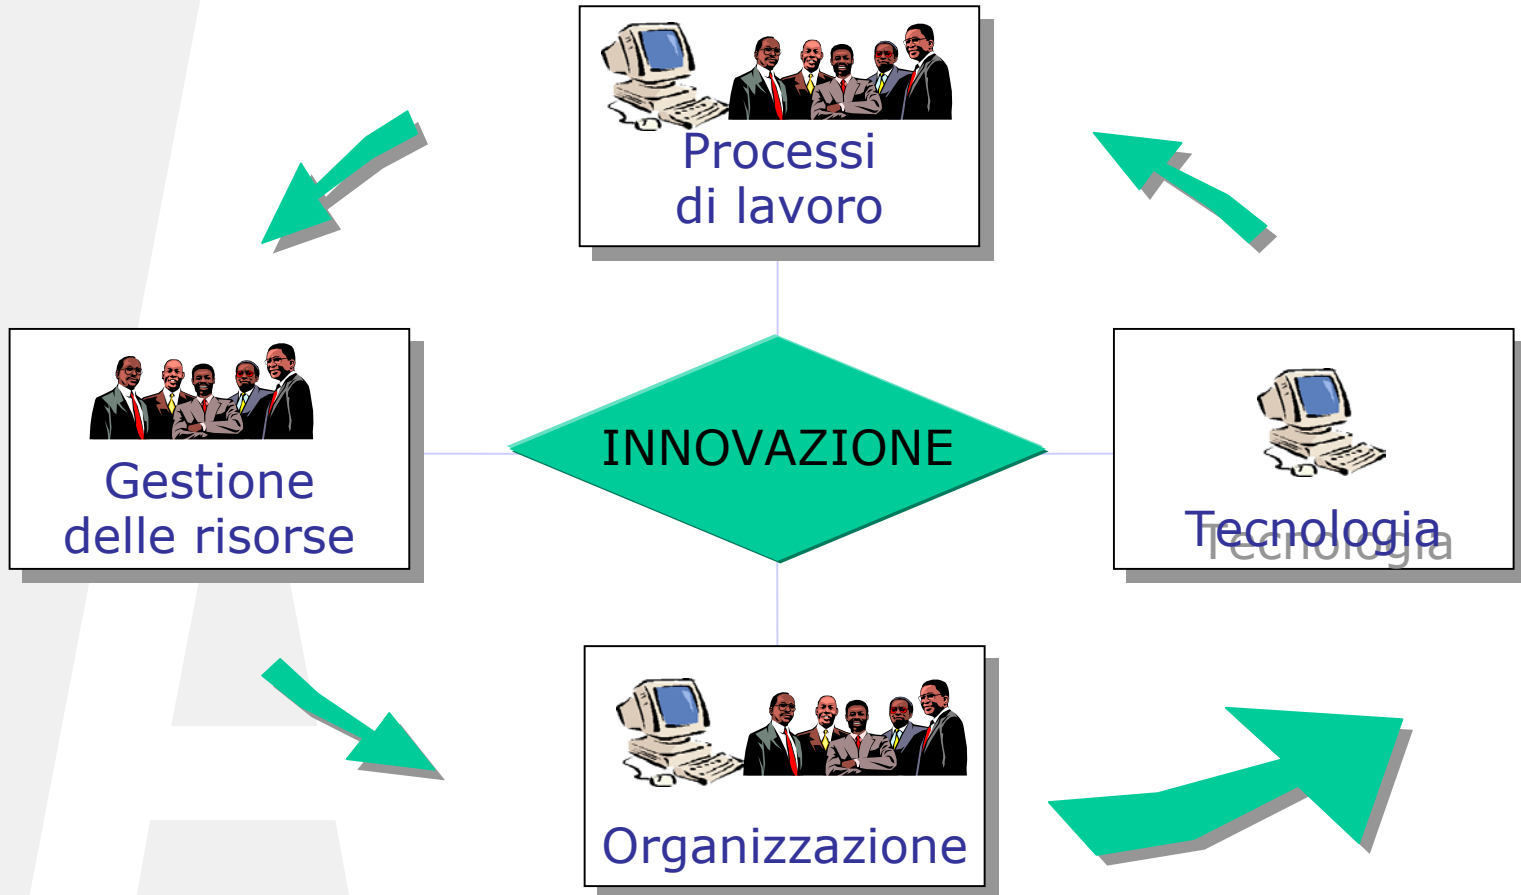 Processi
di lavoro
Gestione
delle risorse
INNOVAZIONE
Tecnologia
Organizzazione